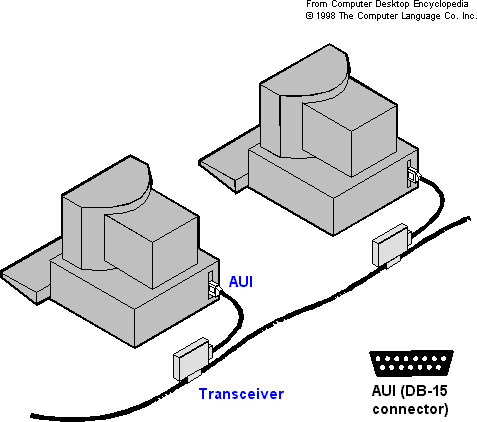 From Computer Desktop Encyclopedia
© 1998 The Computer Language Co. Inc.
AUI
Transceiver
AUI (DB-15
connector)